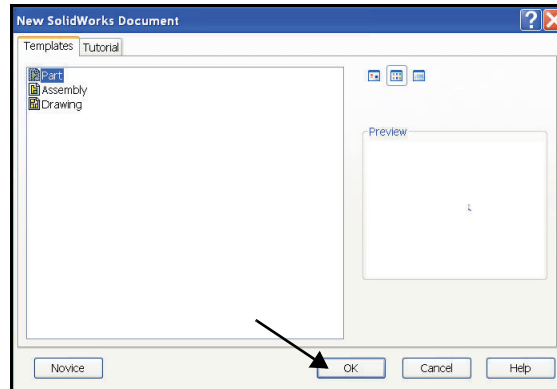 New SolidWorks Document
Templates Tutorial
Part
Assembly
Drawing
Preview
Novice OK Cancel Help